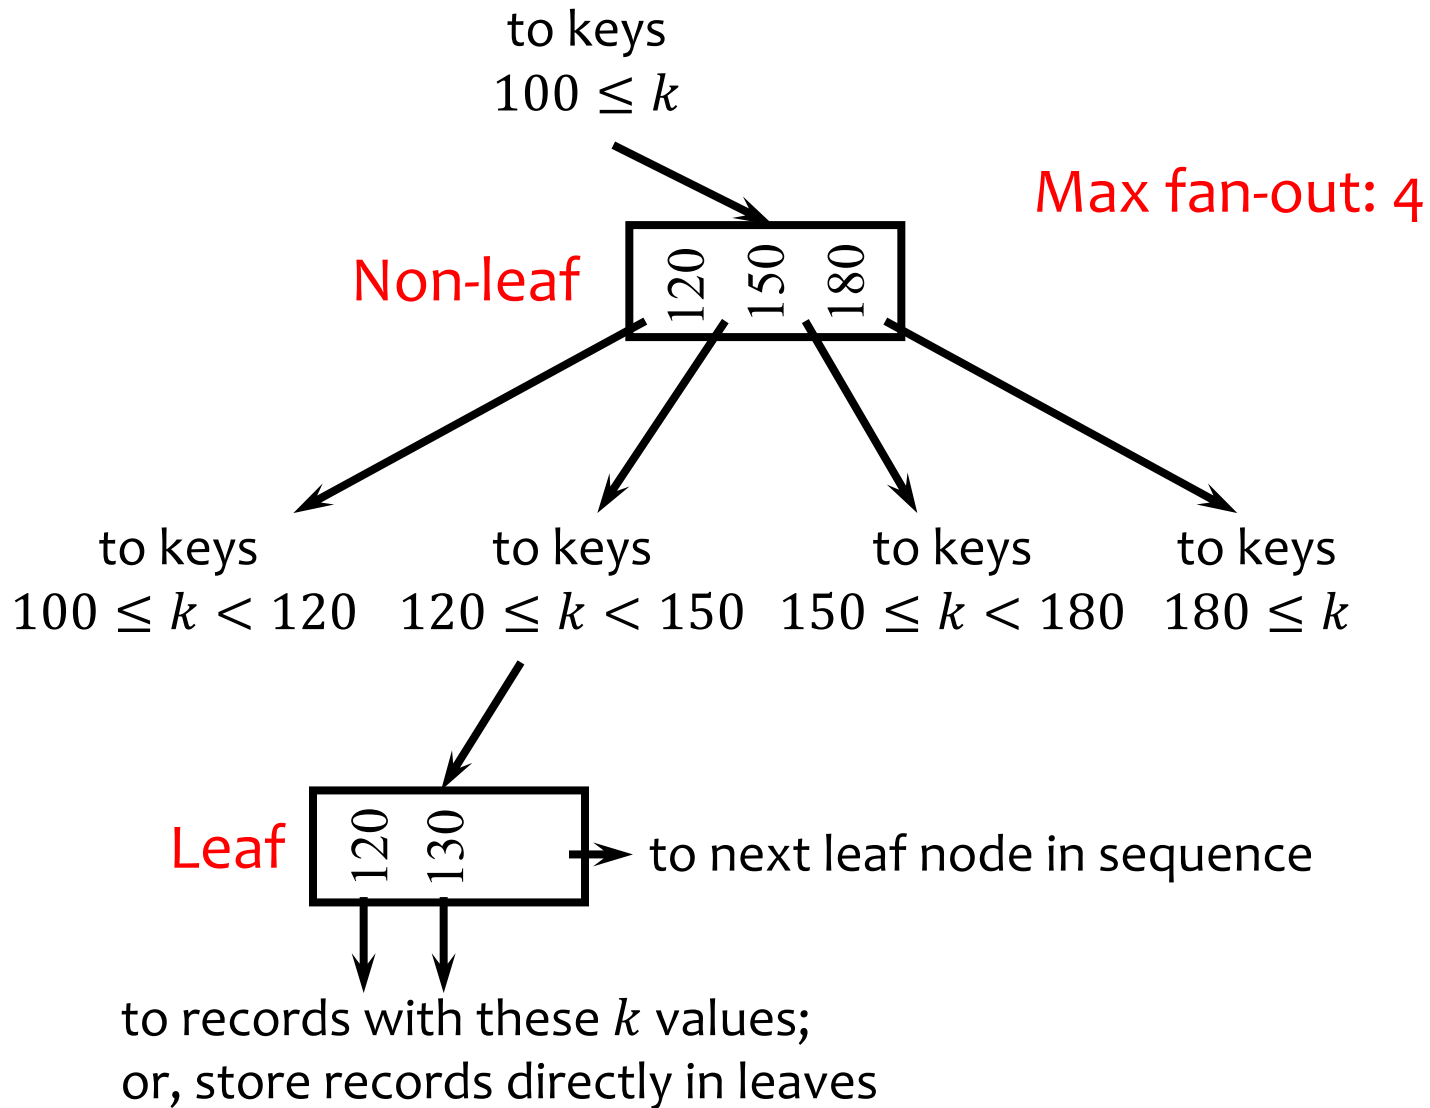 to keys
100 ≤ k
Max fan-out: 4
Non-leaf
120 150 180
to keys
100 ≤ k < 120
to keys
120 ≤ k < 150
to keys
150 ≤ k < 180
to keys
180 ≤ k
Leaf
120 130
to next leaf node in sequence
to records with these k values;
or, store records directly in leaves